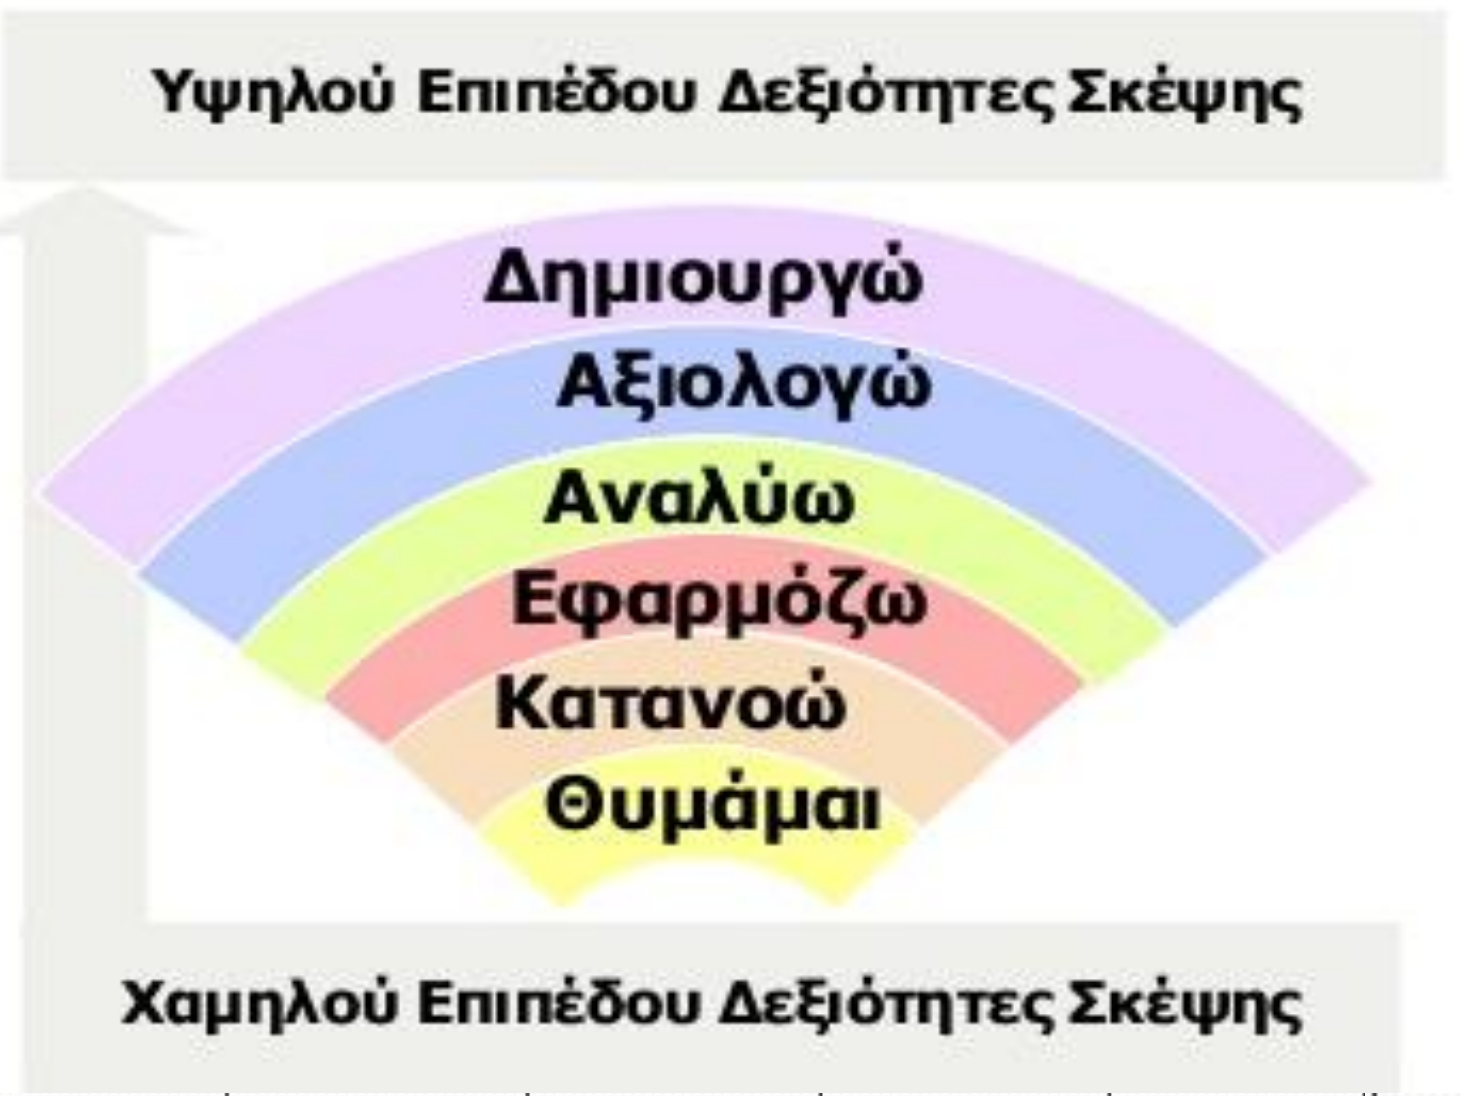 Υψηλού Επιπέδου Δεξιότητες Σκέψης
Δημιουργώ
Αξιολογώ
Αναλύω
Εφαρμόζω
Κατανοώ
Θυμάμαι
Χαμηλού Επιπέδου Δεξιότητες Σκέψης